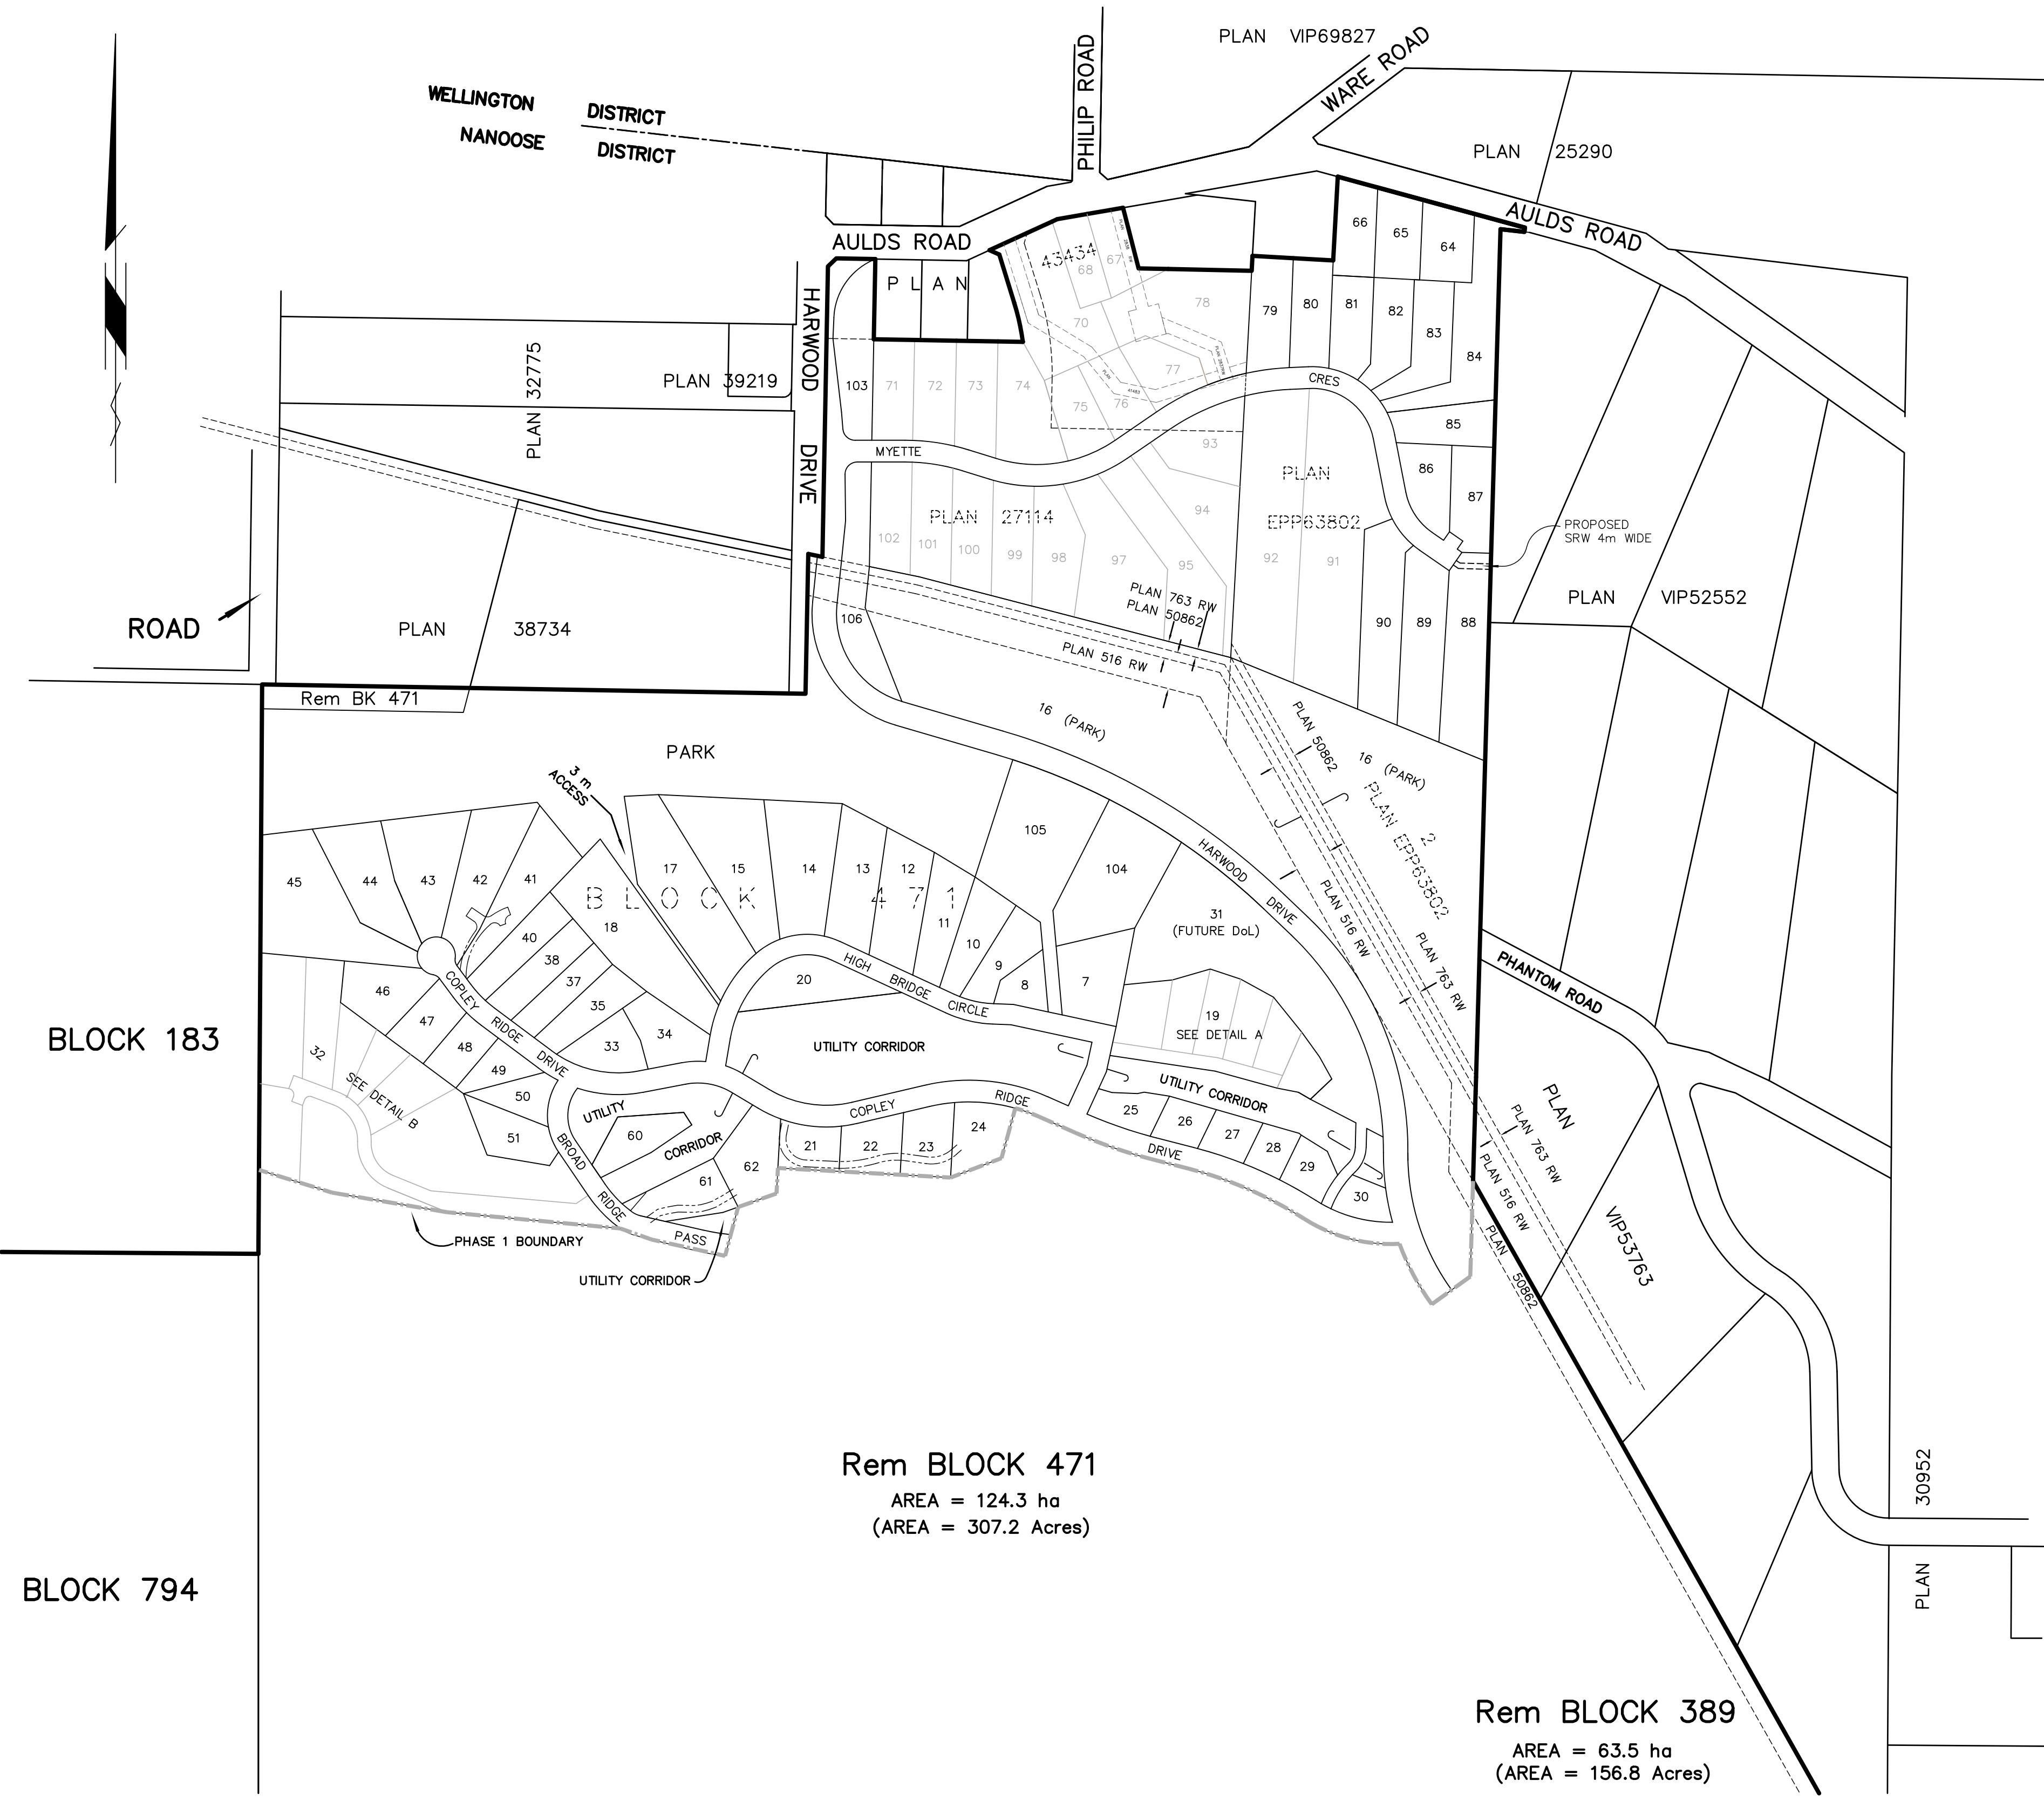 PLAN VIP69827
WARE ROAD
PHILIP ROAD
WELLINGTON DISTRICT
NANOOSE DISTRICT
PLAN 25290
AULDS ROAD
AULDS ROAD
66
65
64
43434
68
67
PLAN
HARWOOD DRIVE
78
79
80
81
82
83
84
70
77
PLAN 32775
PLAN 39219
103
71
72
73
74
75
76
CRES
85
93
MYETTE
86
87
PLAN
EPP63802
94
PLAN 27114
102
101
100
99
98
97
95
92
91
PROPOSED
SRW 4m WIDE
PLAN VIP52552
PLAN 763 RW
PLAN 50862
ROAD
PLAN 38734
106
90
89
88
PLAN 516 RW
Rem BK 471
16 (PARK)
PLAN 50862
16 (PARK)
PARK
3 m
ACCESS
2
PLAN EPP63802
105
104
HARWOOD DRIVE
17
15
14
13
12
11
10
9
8
7
45
44
43
42
41
BLOCK 471
18
40
38
37
35
34
33
31
(FUTURE DoL)
PLAN 516 RW
PLAN 763 RW
PHANTOM ROAD
HIGH BRIDGE CIRCLE
20
COPLEY RIDGE DRIVE
46
47
48
49
50
51
32
SEE DETAIL B
19
SEE DETAIL A
BLOCK 183
UTILITY CORRIDOR
UTILITY CORRIDOR
COPLEY RIDGE DRIVE
25
26
27
28
29
30
UTILITY CORRIDOR
60
61
62
21
22
23
24
BROAD RIDGE PASS
PLAN
VIP53763
PLAN 763 RW
PLAN 516 RW
PLAN 50862
PHASE 1 BOUNDARY
UTILITY CORRIDOR
Rem BLOCK 471
AREA = 124.3 ha
(AREA = 307.2 Acres)
PLAN 30952
BLOCK 794
Rem BLOCK 389
AREA = 63.5 ha
(AREA = 156.8 Acres)